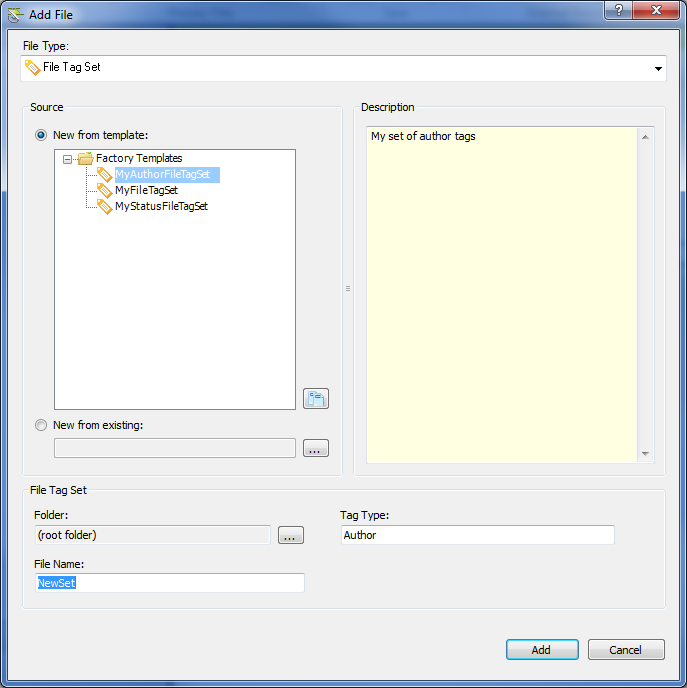 Add File
File Type:
File Tag Set
Source
New from template:
Factory Templates
MyAuthorFileTagSet
MyFileTagSet
MyStatusFileTagSet
New from existing:
...
Description
My set of author tags
File Tag Set
Folder:
(root folder)
...
Tag Type:
Author
File Name:
NewSet
Add
Cancel